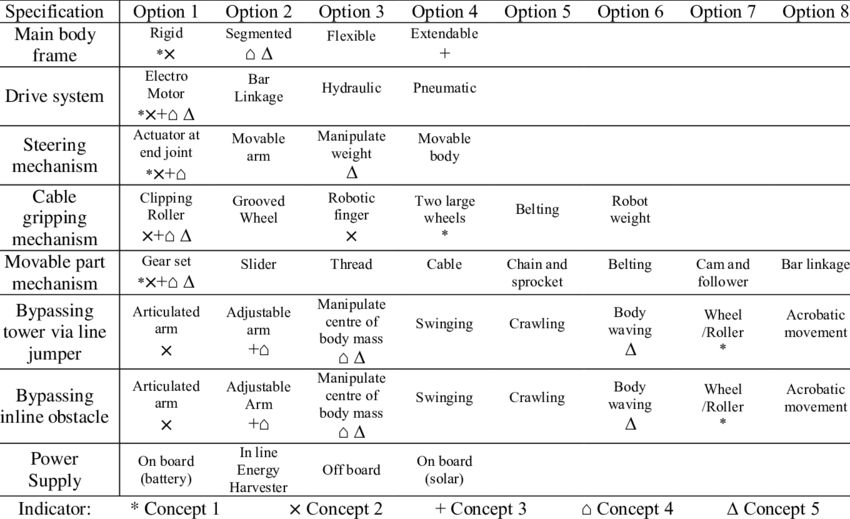 Specification Option 1 Option 2 Option 3 Option 4 Option 5 Option 6 Option 7 Option 8
Main body frame
Rigid
*×
Segmented
⌂ Δ
Flexible
Extendable
+
Drive system
Electro
Motor
*×+⌂ Δ
Bar
Linkage
Hydraulic
Pneumatic
Steering
mechanism
Actuator at
end joint
*×+⌂
Movable
arm
Manipulate
weight
Δ
Movable
body
Cable
gripping
mechanism
Clipping
Roller
×+⌂ Δ
Grooved
Wheel
Robotic
finger
×
Two large
wheels
*
Belting
Robot
weight
Movable part
mechanism
Gear set
*×+⌂ Δ
Slider
Thread
Cable
Chain and
sprocket
Belting
Cam and
follower
Bar linkage
Bypassing
tower via line
jumper
Articulated
arm
×
Adjustable
arm
+⌂
Manipulate
centre of
body mass
⌂ Δ
Swinging
Crawling
Body
waving
Δ
Wheel
/Roller
*
Acrobatic
movement
Bypassing
inline obstacle
Articulated
arm
×
Adjustable
Arm
+⌂
Manipulate
centre of
body mass
⌂ Δ
Swinging
Crawling
Body
waving
Δ
Wheel
/Roller
*
Acrobatic
movement
Power
Supply
On board
(battery)
In line
Energy
Harvester
Off board
On board
(solar)
Indicator: * Concept 1 × Concept 2 + Concept 3 ⌂ Concept 4 Δ Concept 5